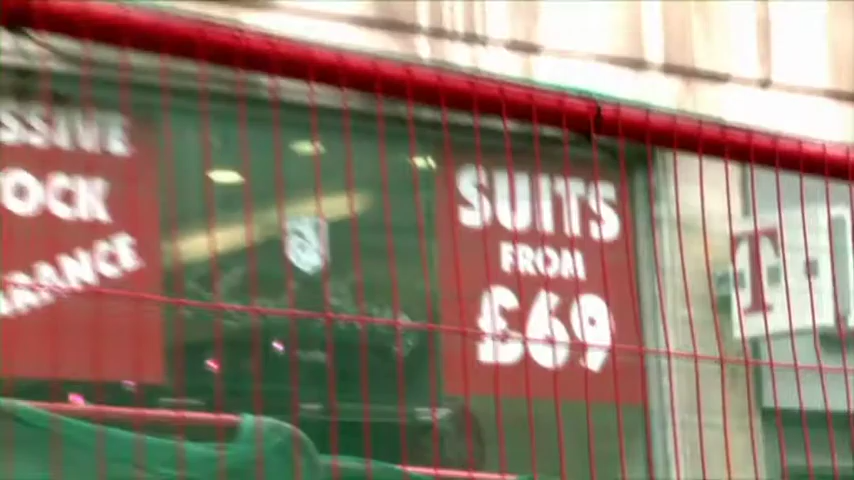 SSIVE
OCK
ARANCE
SUITS
FROM
£69
T